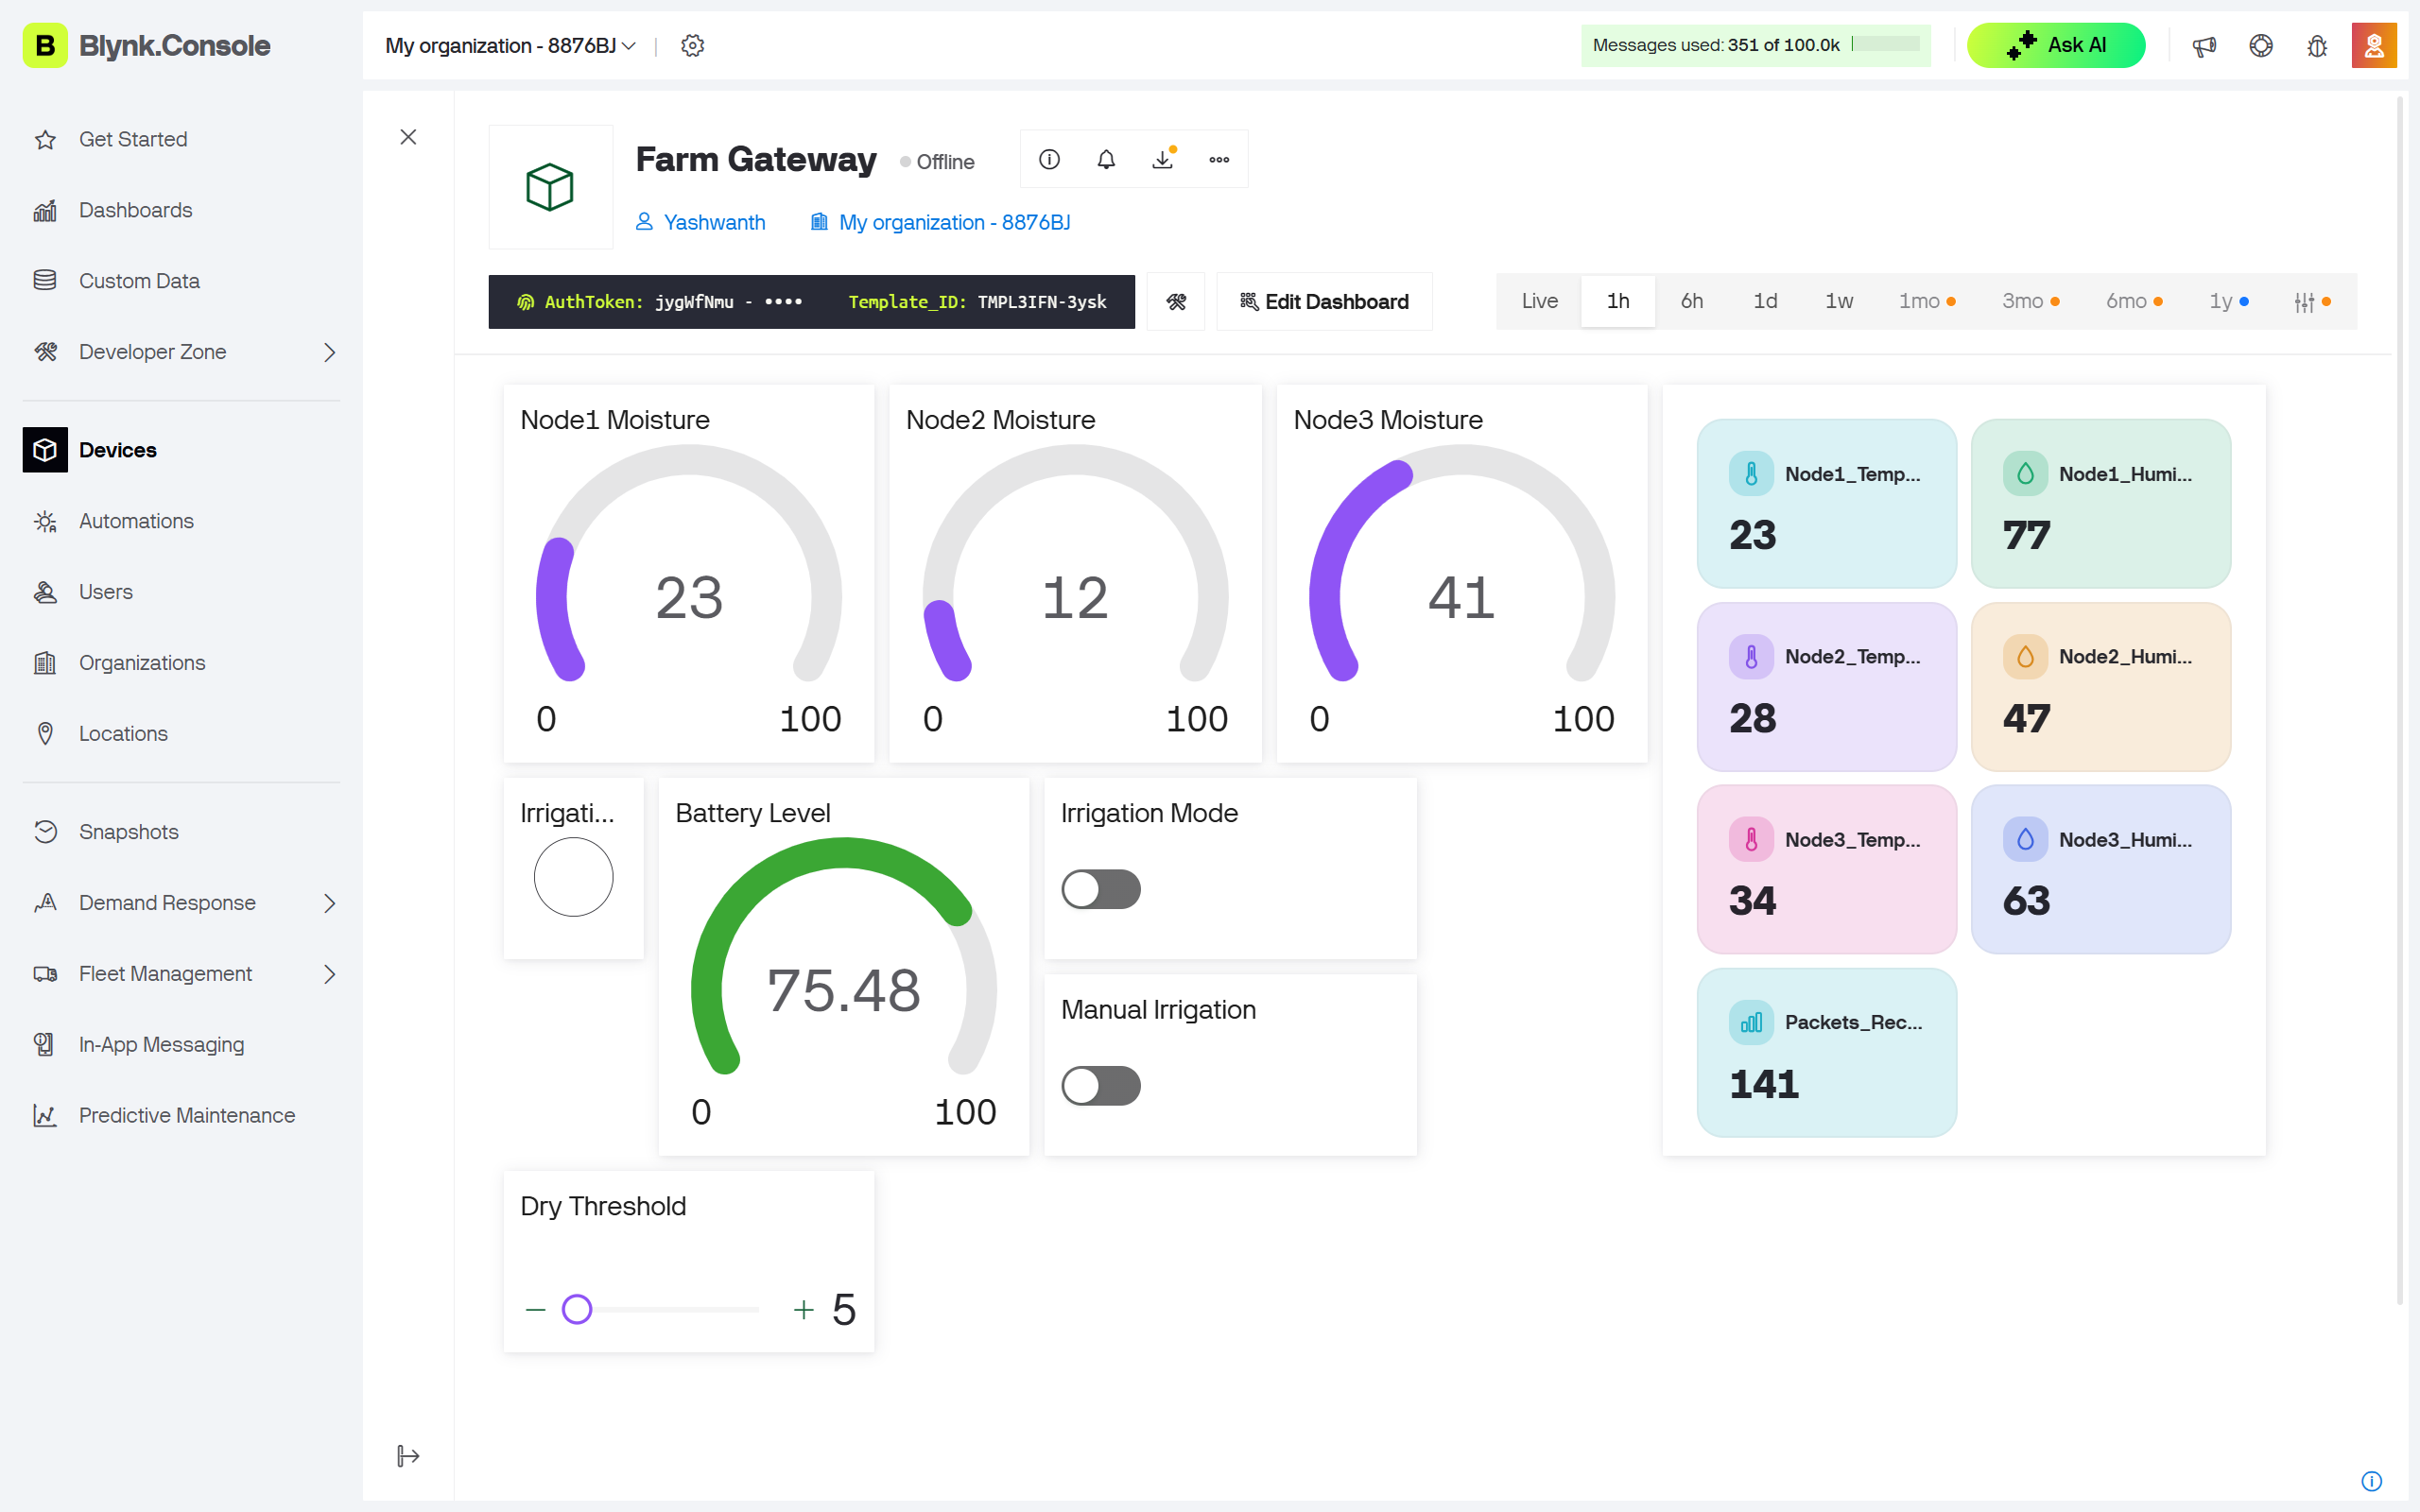 B Blynk.Console
My organization - 8876BJ
Messages used: 351 of 100.0k
Ask AI
Get Started
Dashboards
Custom Data
Developer Zone
Devices
Automations
Users
Organizations
Locations
Snapshots
Demand Response
Fleet Management
In-App Messaging
Predictive Maintenance
Farm Gateway
Offline
Yashwanth
My organization - 8876BJ
AuthToken: jygWfNmu - •••• Template_ID: TMPL3IFN-3ysk
Edit Dashboard
Live 1h 6h 1d 1w 1mo 3mo 6mo 1y
Node1 Moisture
23
0 100
Node2 Moisture
12
0 100
Node3 Moisture
41
0 100
Node1_Temp...
23
Node1_Humi...
77
Node2_Temp...
28
Node2_Humi...
47
Node3_Temp...
34
Node3_Humi...
63
Packets_Rec...
141
Irrigati...
Battery Level
75.48
0 100
Irrigation Mode
Manual Irrigation
Dry Threshold
5